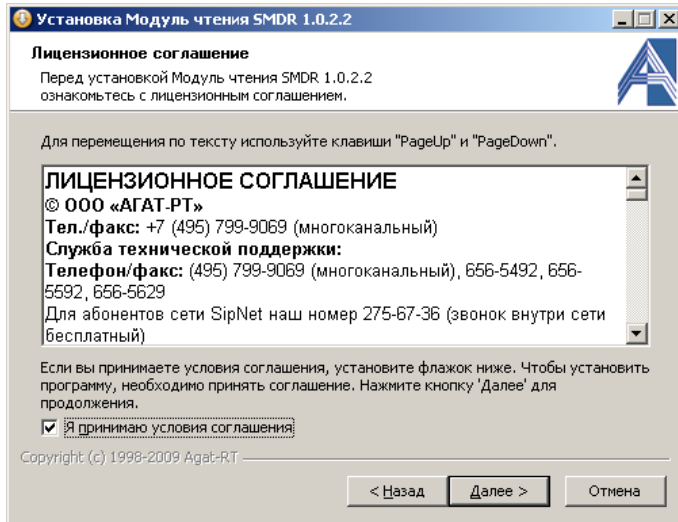 Установка Модуль чтения SMDR 1.0.2.2
Лицензионное соглашение
Перед установкой Модуль чтения SMDR 1.0.2.2
ознакомьтесь с лицензионным соглашением.
Для перемещения по тексту используйте клавиши "PageUp" и "PageDown".
ЛИЦЕНЗИОННОЕ СОГЛАШЕНИЕ
© ООО «АГАТ-РТ»
Тел./факс: +7 (495) 799-9069 (многоканальный)
Служба технической поддержки:
Телефон/факс: (495) 799-9069 (многоканальный), 656-5492, 656-
5592, 656-5629
Для абонентов сети SipNet наш номер 275-67-36 (звонок внутри сети
бесплатный)
Если вы принимаете условия соглашения, установите флажок ниже. Чтобы установить
программу, необходимо принять соглашение. Нажмите кнопку 'Далее' для
продолжения.
Я принимаю условия соглашения
Copyright (c) 1998-2009 Agat-RT
< Назад Далее > Отмена